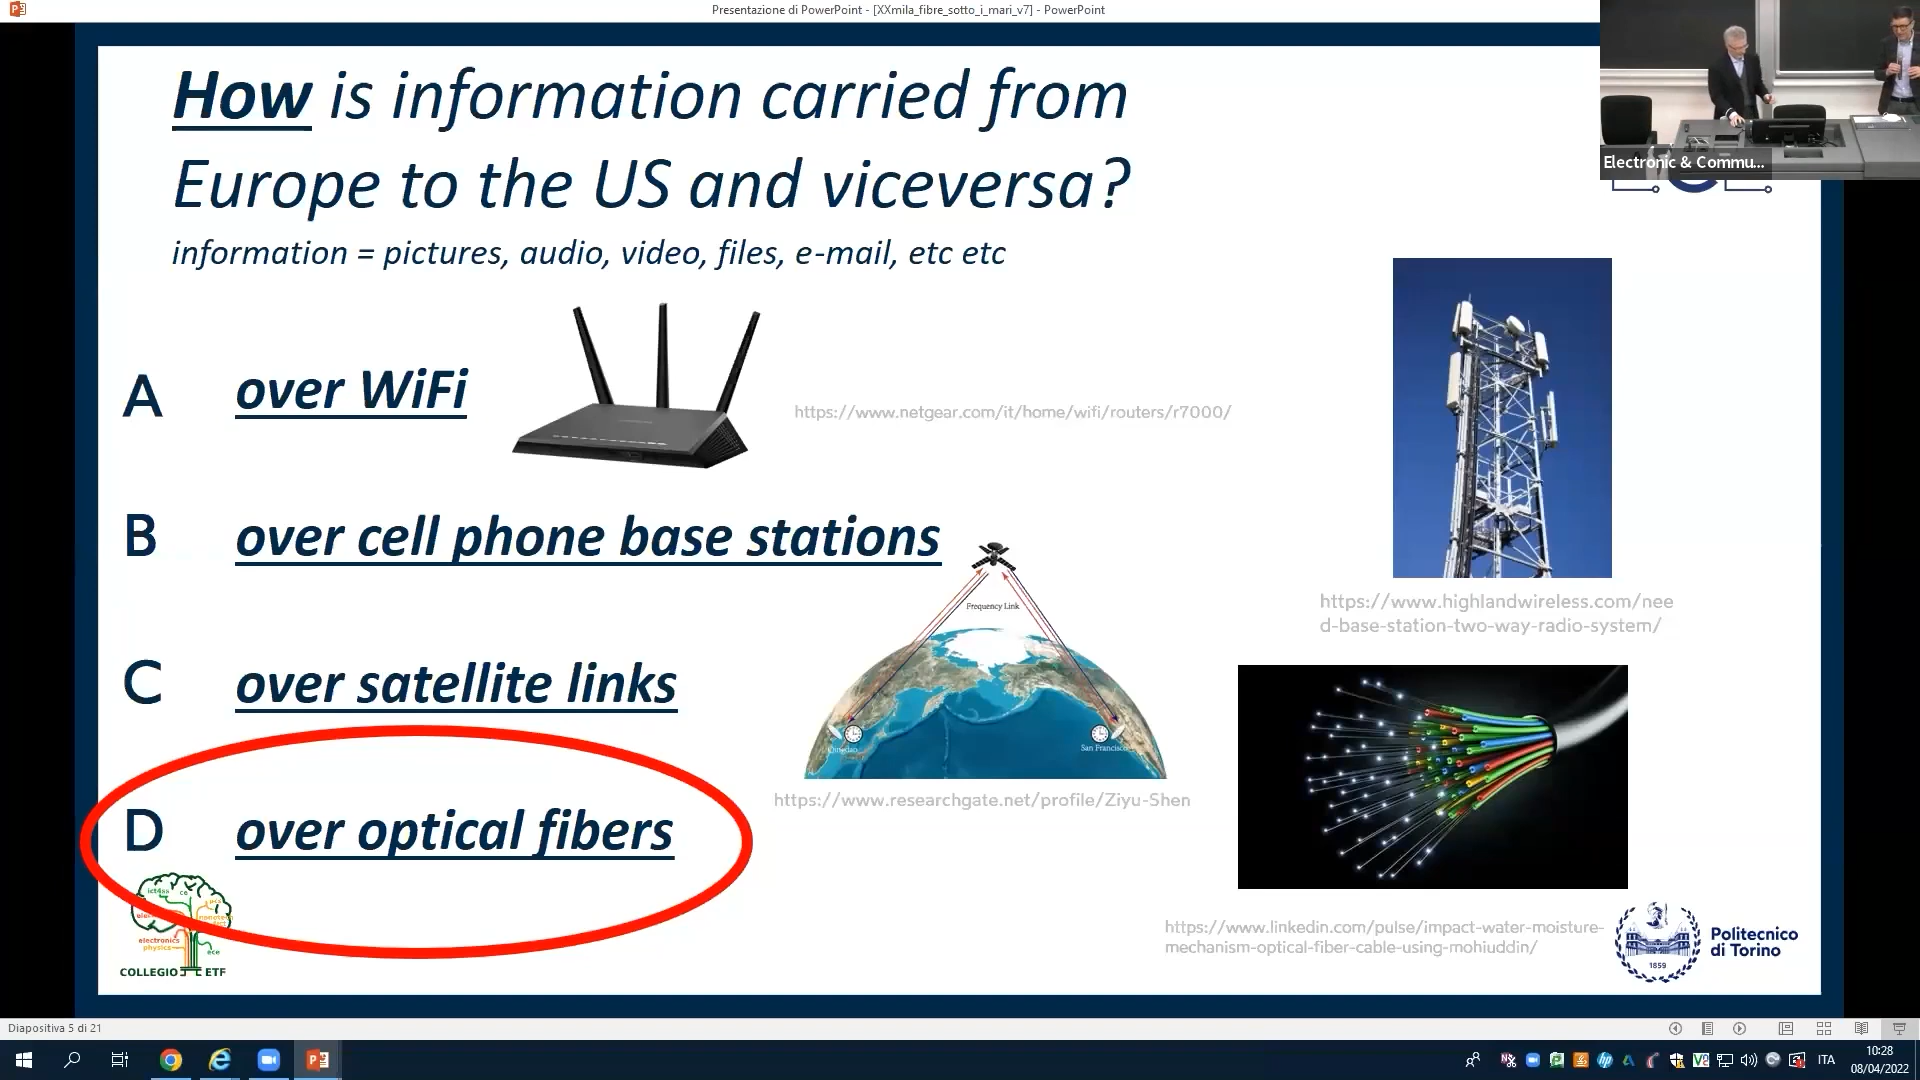 Presentazione di PowerPoint - [XXmila_fibre_sotto_i_mari_v7] - PowerPoint
Electronic & Commu...
How is information carried from
Europe to the US and viceversa?
information = pictures, audio, video, files, e-mail, etc etc
A over WiFi
https://www.netgear.com/it/home/wifi/routers/r7000/
B over cell phone base stations
Frequency Link
https://www.highlandwireless.com/nee
d-base-station-two-way-radio-system/
C over satellite links
Qingdao
San Francisco
https://www.researchgate.net/profile/Ziyu-Shen
D over optical fibers
ict4ss
ce
electronics
physics
ece
COLLEGIO ETF
https://www.linkedin.com/pulse/impact-water-moisture-
mechanism-optical-fiber-cable-using-mohiuddin/
1859
Politecnico
di Torino
Diapositiva 5 di 21
ITA
10:28
08/04/2022